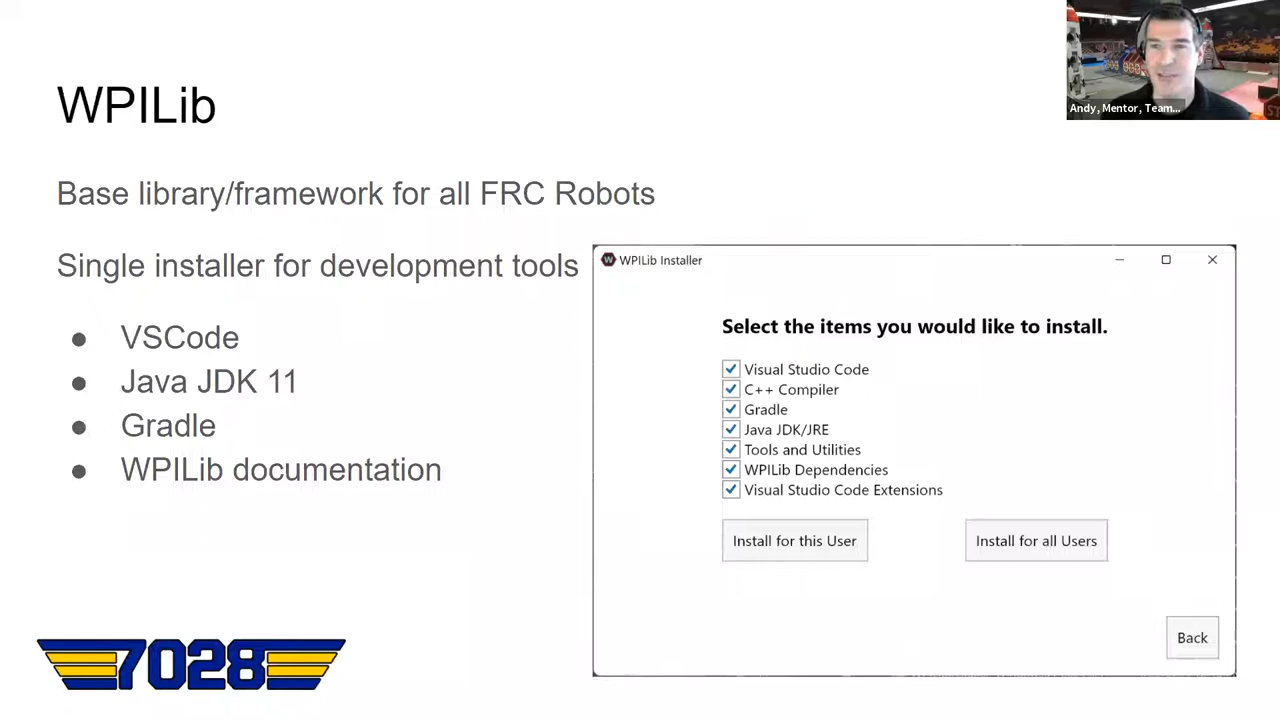 WPILib
Base library/framework for all FRC Robots
Single installer for development tools
● VSCode
● Java JDK 11
● Gradle
● WPILib documentation
7028
Andy, Mentor, Team...
WPILib Installer
Select the items you would like to install.
Visual Studio Code
C++ Compiler
Gradle
Java JDK/JRE
Tools and Utilities
WPILib Dependencies
Visual Studio Code Extensions
Install for this User
Install for all Users
Back